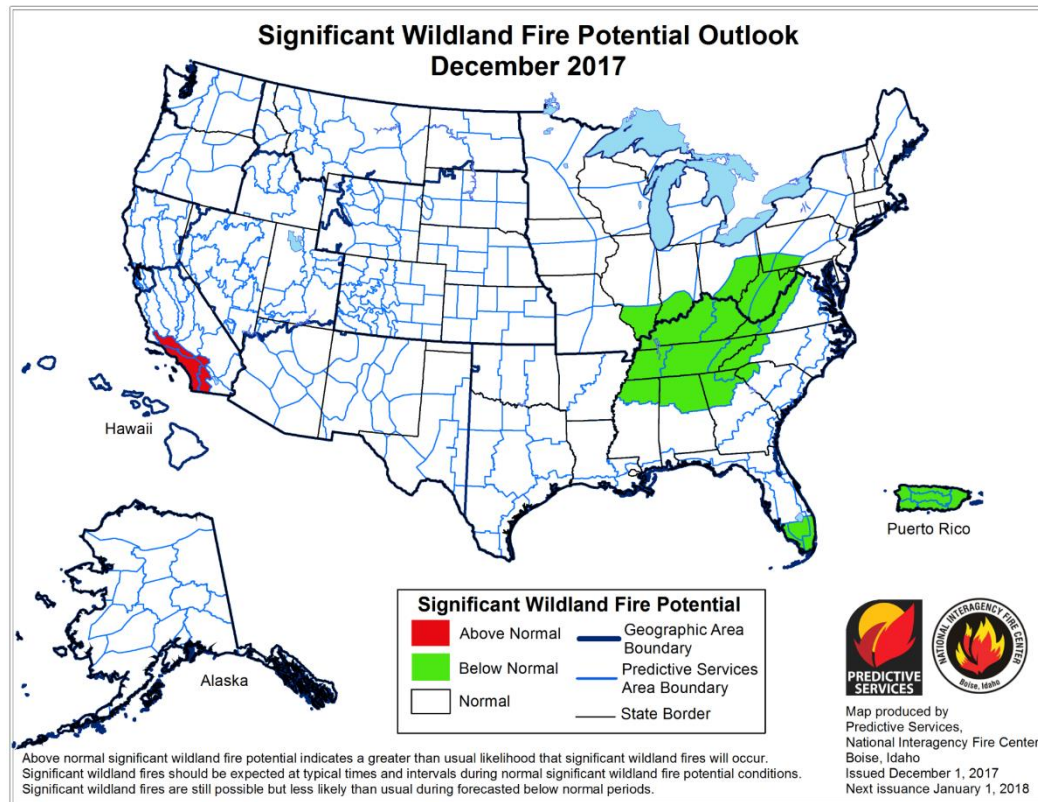 Significant Wildland Fire Potential Outlook
December 2017
Hawaii
Puerto Rico
Alaska
Significant Wildland Fire Potential
Above Normal
Below Normal
Normal
Geographic Area
Boundary
Predictive Services
Area Boundary
State Border
PREDICTIVE
SERVICES
NATIONAL INTERAGENCY FIRE CENTER
Boise, Idaho
Map produced by
Predictive Services,
National Interagency Fire Center
Boise, Idaho
Issued December 1, 2017
Next issuance January 1, 2018
Above normal significant wildland fire potential indicates a greater than usual likelihood that significant wildland fires will occur.
Significant wildland fires should be expected at typical times and intervals during normal significant wildland fire potential conditions.
Significant wildland fires are still possible but less likely than usual during forecasted below normal periods.